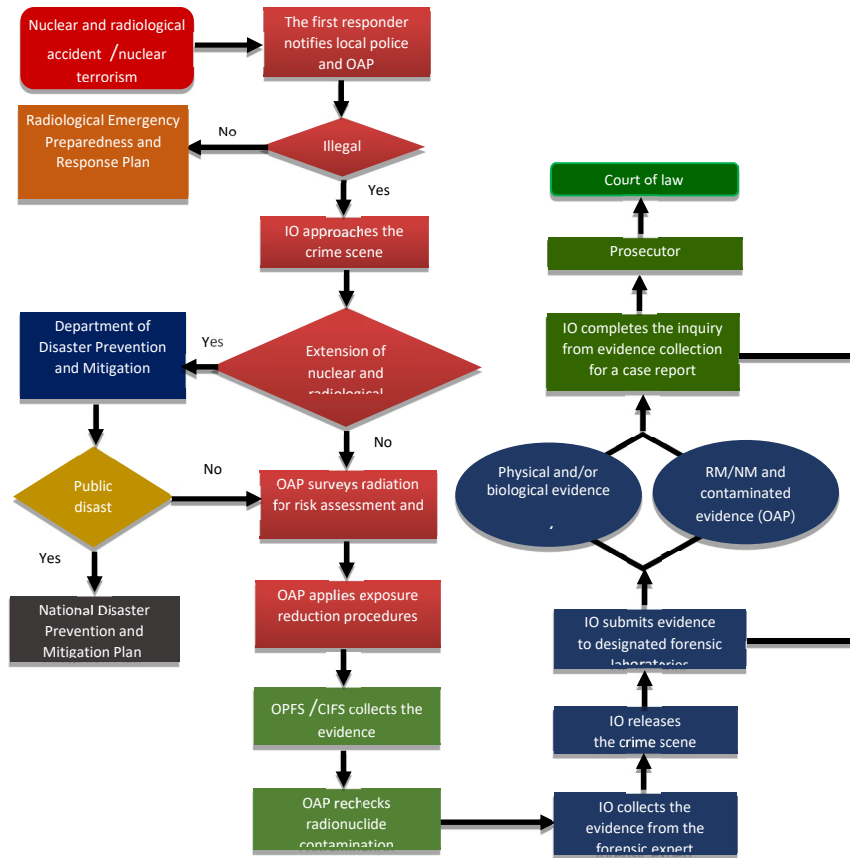 Nuclear and radiological
accident /nuclear
terrorism
The first responder
notifies local police
and OAP
Radiological Emergency
Preparedness and
Response Plan
No
Illegal
Yes
IO approaches the
crime scene
Department of
Disaster Prevention
and Mitigation
Yes
Extension of
nuclear and
radiological
No
Public
disast
No
Yes
OAP surveys radiation
for risk assessment and
National Disaster
Prevention and
Mitigation Plan
OAP applies exposure
reduction procedures
OPFS /CIFS collects the
evidence
OAP rechecks
radionuclide
contamination
Court of law
Prosecutor
IO completes the inquiry
from evidence collection
for a case report
Physical and/or
biological evidence
RM/NM and
contaminated
evidence (OAP)
IO submits evidence
to designated forensic
laboratories
IO releases
the crime scene
IO collects the
evidence from the
forensic expert